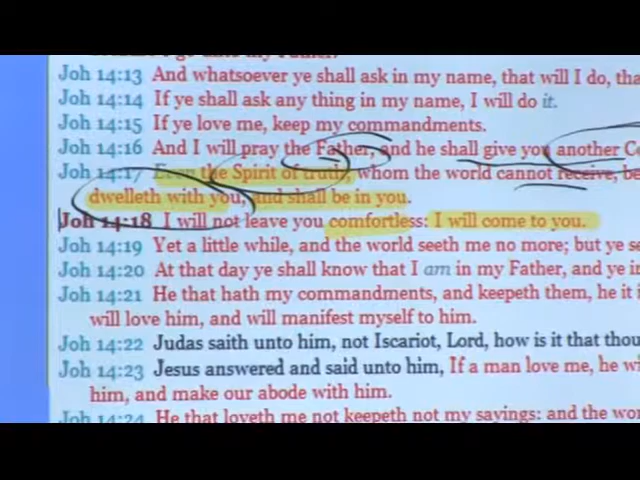 Joh 14:13 And whatsoever ye shall ask in my name, that will I do, tha
Joh 14:14 If ye shall ask any thing in my name, I will do it.
Joh 14:15 If ye love me, keep my commandments.
Joh 14:16 And I will pray the Father, and he shall give you another C
Joh 14:17 Even the Spirit of truth; whom the world cannot receive, be
dwelleth with you, and shall be in you.
Joh 14:18 I will not leave you comfortless: I will come to you.
Joh 14:19 Yet a little while, and the world seeth me no more; but ye s
Joh 14:20 At that day ye shall know that I am in my Father, and ye in
Joh 14:21 He that hath my commandments, and keepeth them, he it i
will love him, and will manifest myself to him.
Joh 14:22 Judas saith unto him, not Iscariot, Lord, how is it that thou
Joh 14:23 Jesus answered and said unto him, If a man love me, he wi
him, and make our abode with him.
Joh 14:24 He that loveth me not keepeth not my sayings: and the wor